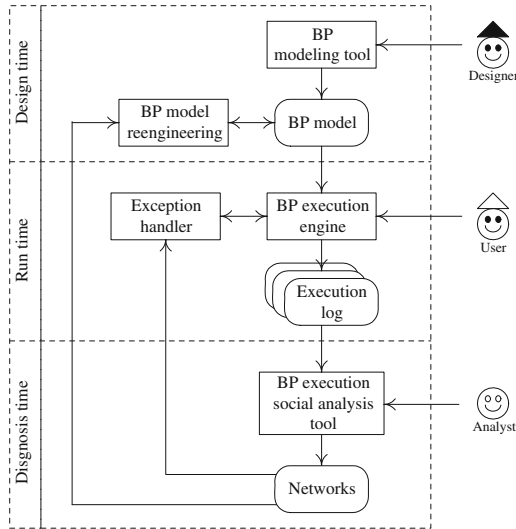 Design time
BP
modeling tool
Designer
BP model
reengineering
BP model
Run time
Exception
handler
BP execution
engine
User
Execution
log
Disgnosis time
BP execution
social analysis
tool
Analyst
Networks